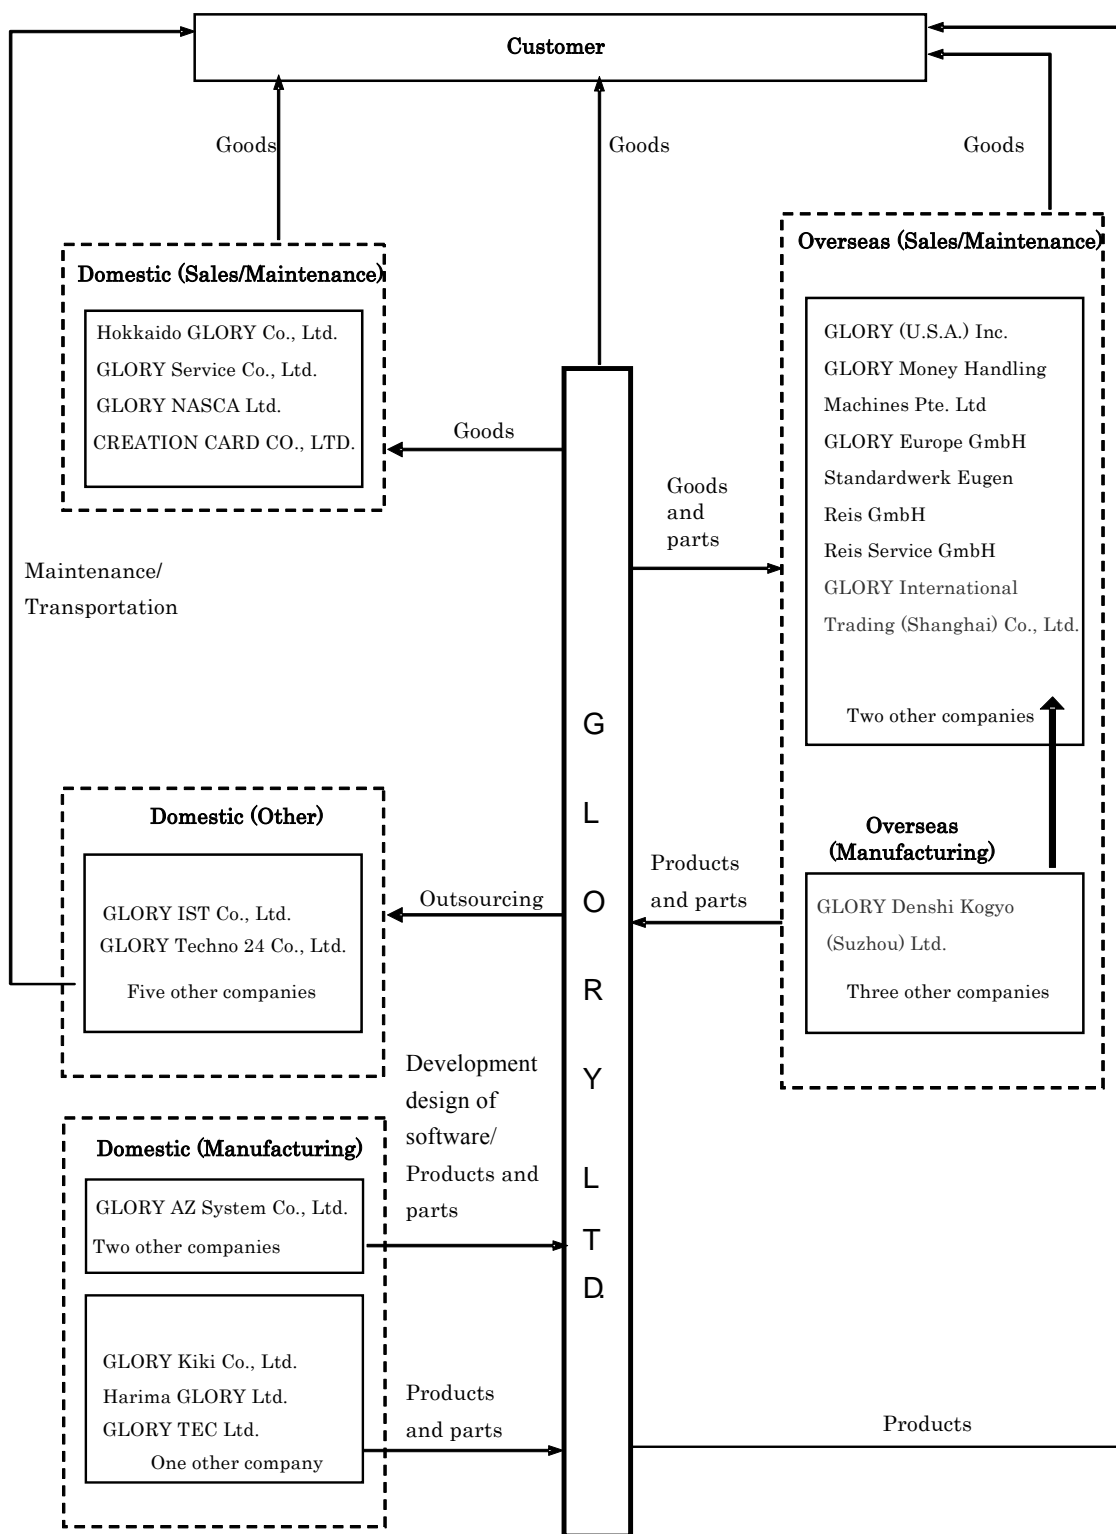 Customer
Goods
Goods
Goods
Domestic (Sales/Maintenance)
Hokkaido GLORY Co., Ltd.
GLORY Service Co., Ltd.
GLORY NASCA Ltd.
CREATION CARD CO., LTD.
Goods
Overseas (Sales/Maintenance)
GLORY (U.S.A.) Inc.
GLORY Money Handling
Machines Pte. Ltd
GLORY Europe GmbH
Standardwerk Eugen
Reis GmbH
Reis Service GmbH
GLORY International
Trading (Shanghai) Co., Ltd.
Two other companies
Goods
and
parts
Maintenance/
Transportation
G
L
O
R
Y
L
T
D.
Domestic (Other)
GLORY IST Co., Ltd.
GLORY Techno 24 Co., Ltd.
Five other companies
Outsourcing
Products
and parts
Overseas
(Manufacturing)
GLORY Denshi Kogyo
(Suzhou) Ltd.
Three other companies
Development
design of
software/
Products and
parts
Domestic (Manufacturing)
GLORY AZ System Co., Ltd.
Two other companies
GLORY Kiki Co., Ltd.
Harima GLORY Ltd.
GLORY TEC Ltd.
One other company
Products
and parts
Products